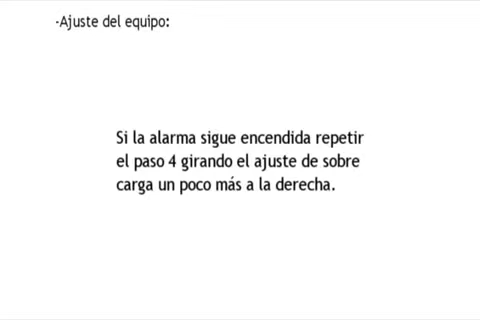 -Ajuste del equipo:
Si la alarma sigue encendida repetir
el paso 4 girando el ajuste de sobre
carga un poco más a la derecha.